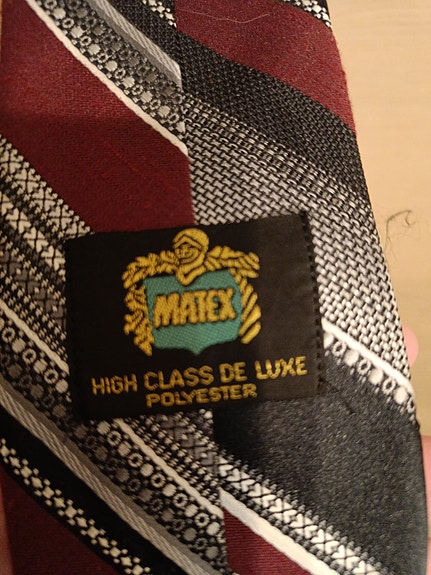 MATEX
HIGH CLASS DE LUXE
POLYESTER